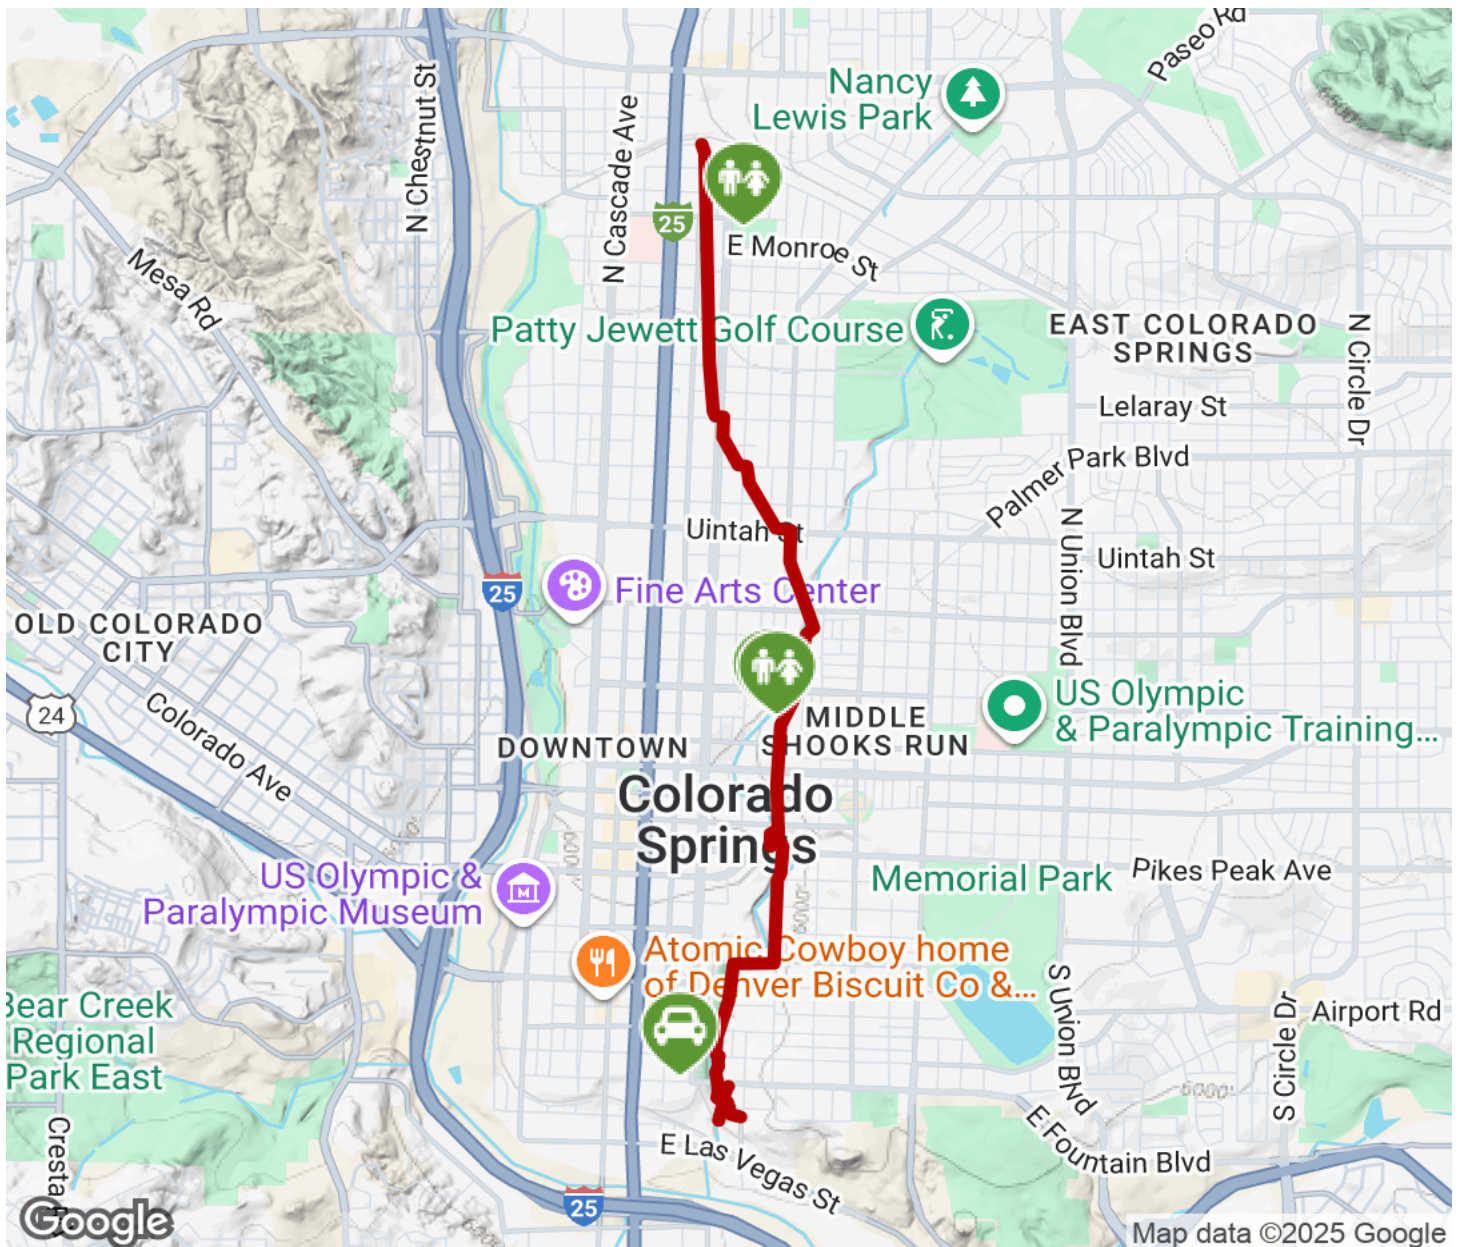 Paseo Rd
Nancy
Lewis Park
N Chestnut St
N Cascade Ave
25
E Monroe St
Mesa Rd
Patty Jewett Golf Course
EAST COLORADO
SPRINGS
N Circle Dr
Lelaray St
Palmer Park Blvd
Uintah St
N Union Blvd
Uintah St
25
Fine Arts Center
OLD COLORADO
CITY
24
Colorado Ave
US Olympic
& Paralympic Training...
MIDDLE
SHOOKS RUN
DOWNTOWN
Colorado
Springs
US Olympic &
Paralympic Museum
M
Memorial Park
Pikes Peak Ave
6000
Atomic Cowboy home
of Denver Biscuit Co &...
S Union Blvd
S Circle Dr
Airport Rd
Bear Creek
Regional
Park East
6000'
E Fountain Blvd
Cresta R
E Las Vegas St
25
Google
Map data ©2025 Google